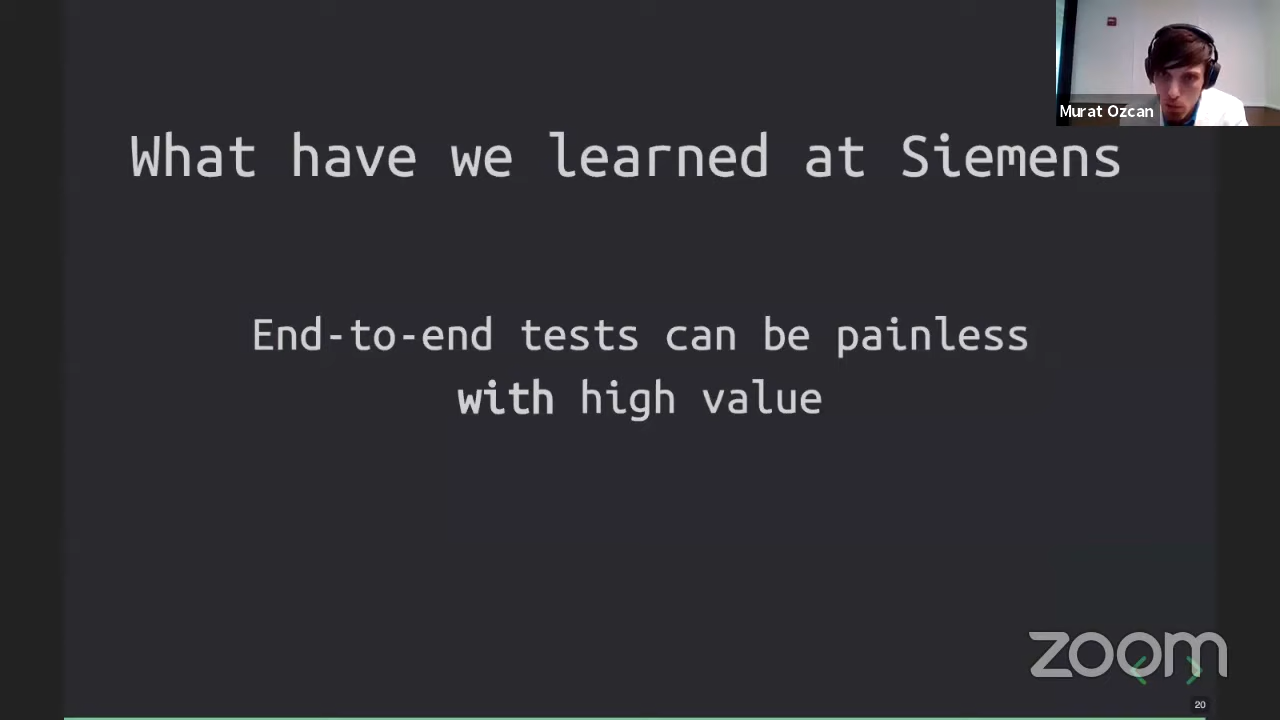 Murat Ozcan
What have we learned at Siemens
End-to-end tests can be painless
with high value
zoom
20